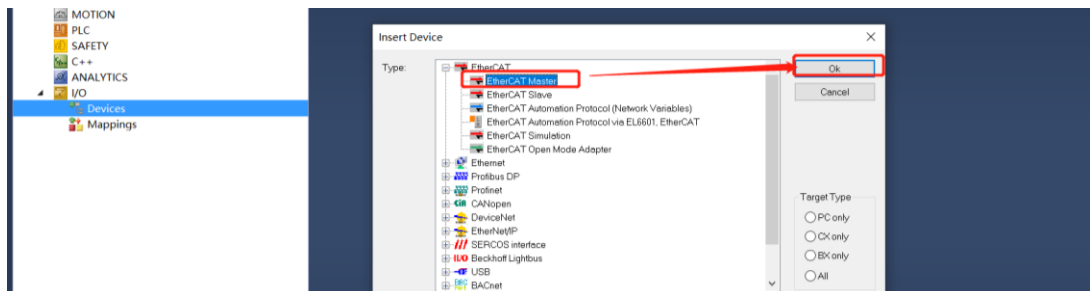 MOTION
PLC
SAFETY
C++
ANALYTICS
I/O
Devices
Mappings
Insert Device
Type:
EtherCAT
EtherCAT Master
EtherCAT Slave
EtherCAT Automation Protocol (Network Variables)
EtherCAT Automation Protocol via EL6601, EtherCAT
EtherCAT Simulation
EtherCAT Open Mode Adapter
Ethernet
Profibus DP
Profinet
CANopen
DeviceNet
EtherNet/IP
SERCOS interface
Beckhoff Lightbus
USB
BACnet
Ok
Cancel
Target Type
PC only
CX only
BX only
All